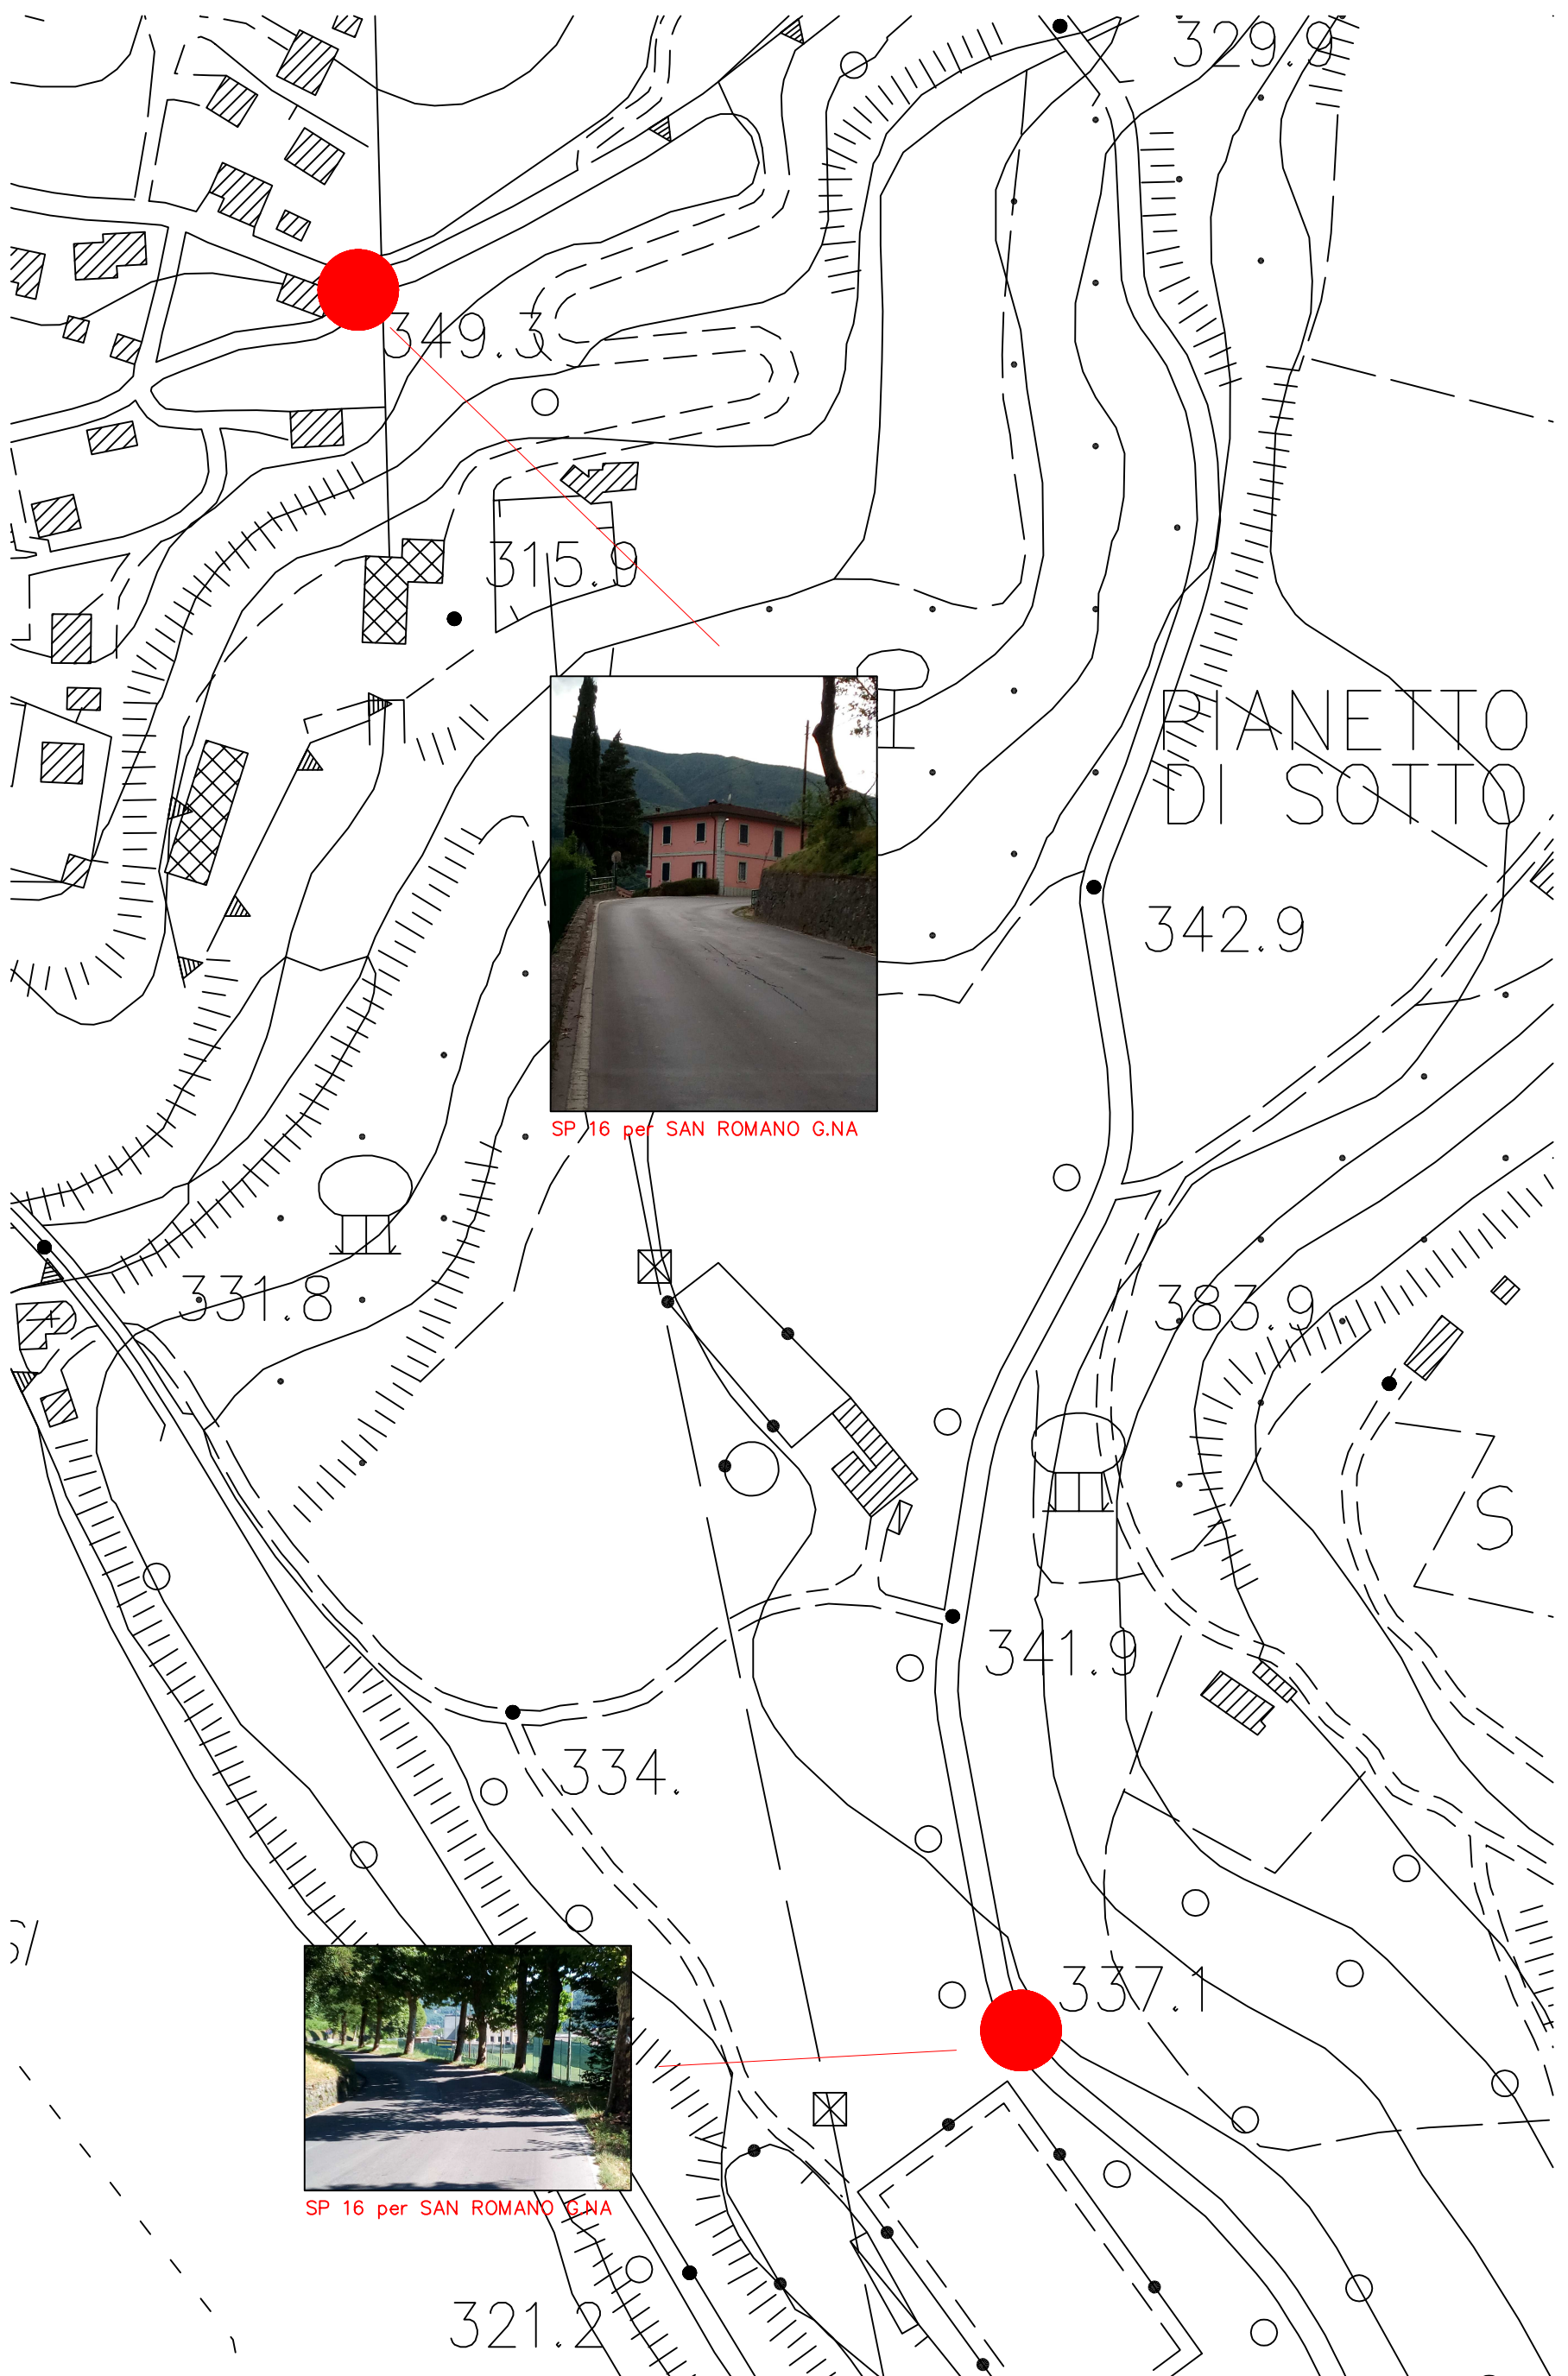 329.9
349.3
315.9
PIANETTO
DI SOTTO
342.9
SP 16 per SAN ROMANO G.NA
331.8
383.9
S
341.9
334.
337.1
SP 16 per SAN ROMANO G.NA
321.2